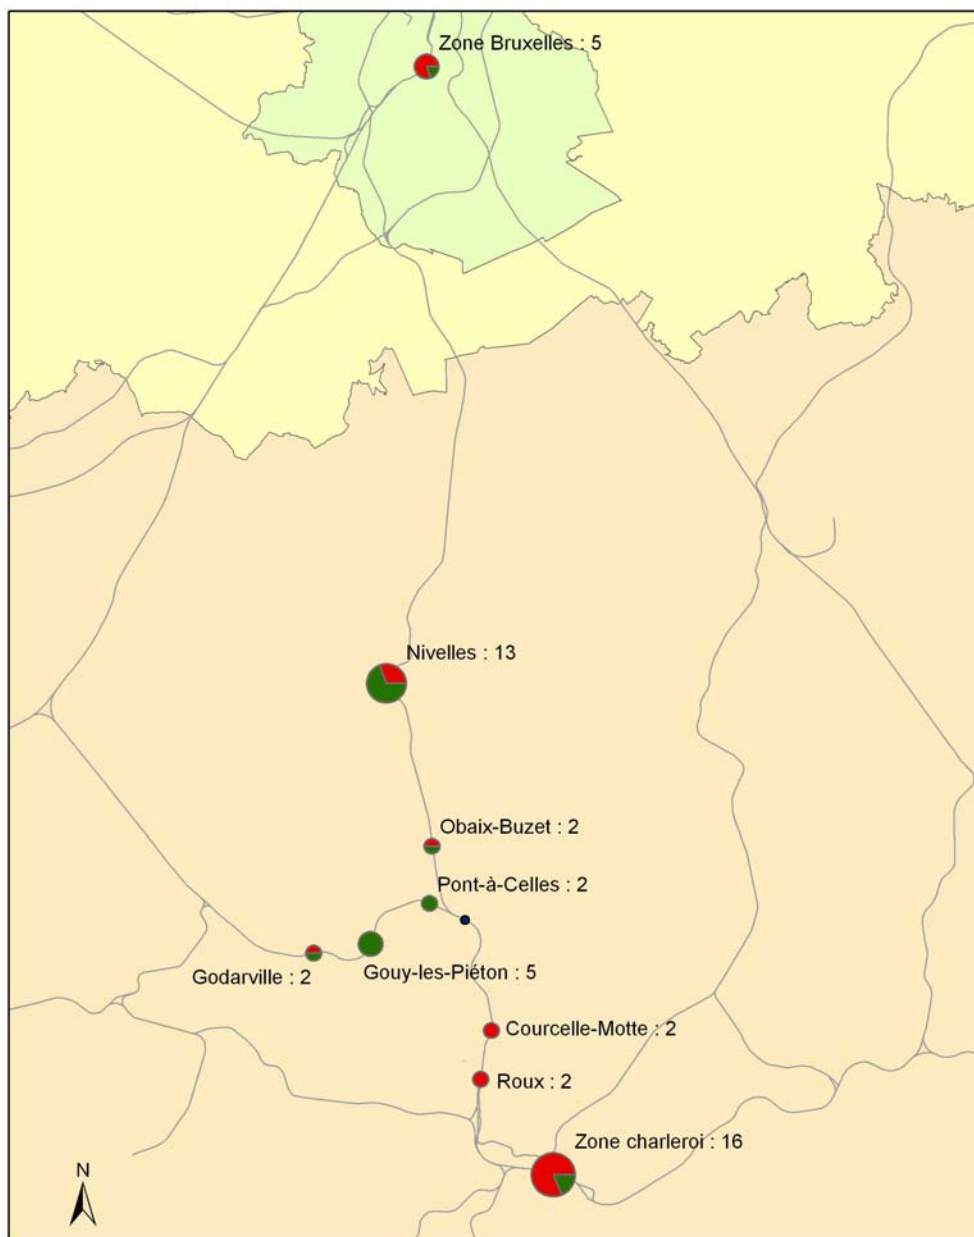 Zone Bruxelles : 5
Nivelles : 13
Obaix-Buzet : 2
Pont-à-Celles : 2
Godarville : 2
Gouy-les-Piéton : 5
Courcelle-Motte : 2
Roux : 2
Zone charleroi : 16
N